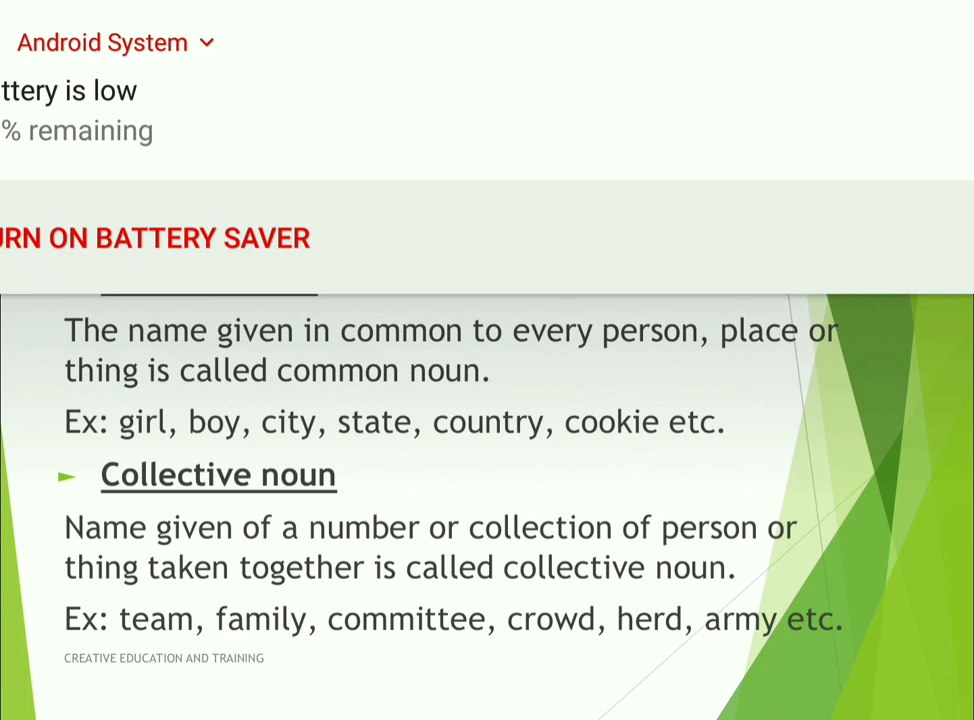 Android System
ttery is low
% remaining
URN ON BATTERY SAVER
The name given in common to every person, place or
thing is called common noun.
Ex: girl, boy, city, state, country, cookie etc.
Collective noun
Name given of a number or collection of person or
thing taken together is called collective noun.
Ex: team, family, committee, crowd, herd, army etc.
CREATIVE EDUCATION AND TRAINING